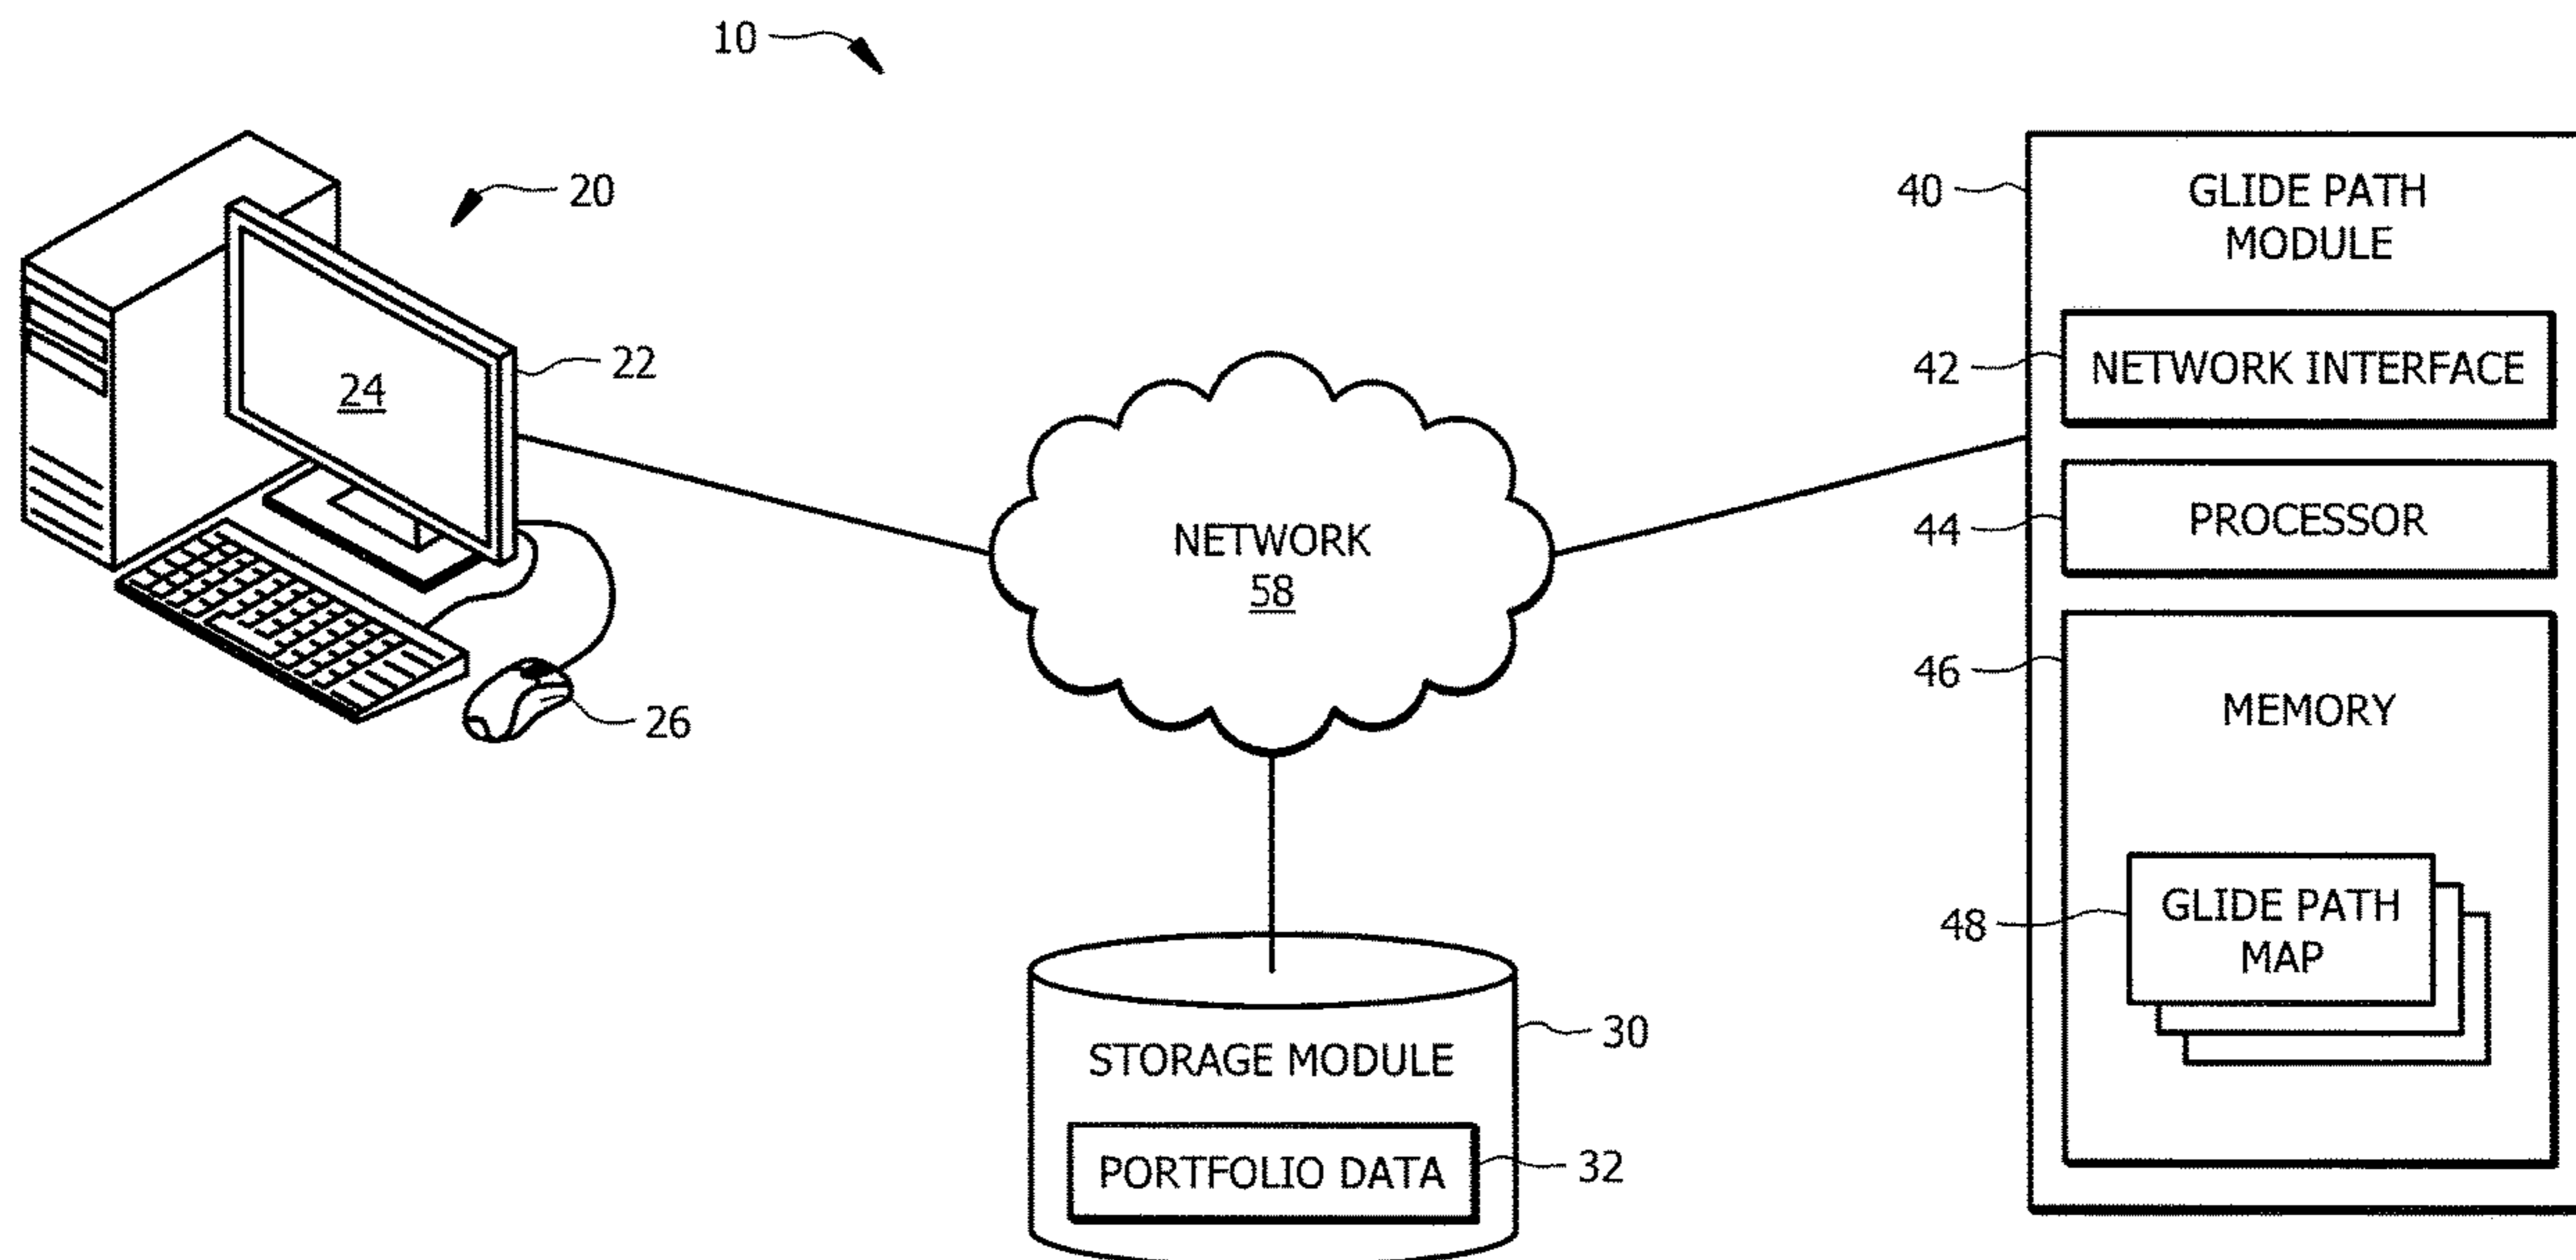 10
20
22
24
26
NETWORK
58
STORAGE MODULE
30
PORTFOLIO DATA
32
40
GLIDE PATH
MODULE
42
NETWORK INTERFACE
44
PROCESSOR
46
MEMORY
48
GLIDE PATH
MAP